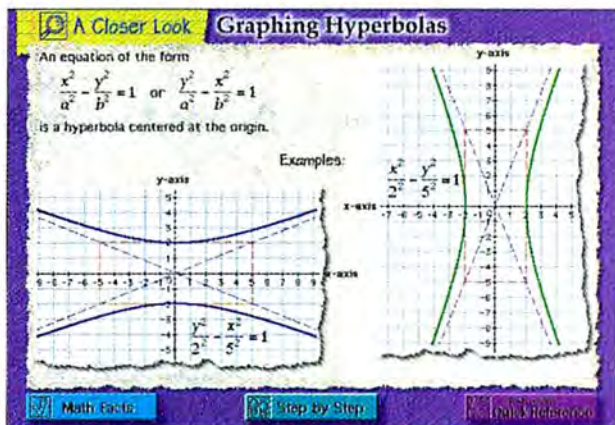 A Closer Look Graphing Hyperbolas
An equation of the form
x²/a² - y²/b² = 1 or y²/a² - x²/b² = 1
is a hyperbola centered at the origin.
Examples:
y-axis
x-axis
y²/2² - x²/5² = 1
y-axis
x-axis
x²/2² - y²/5² = 1
Math Facts
Step by Step
Quick Reference